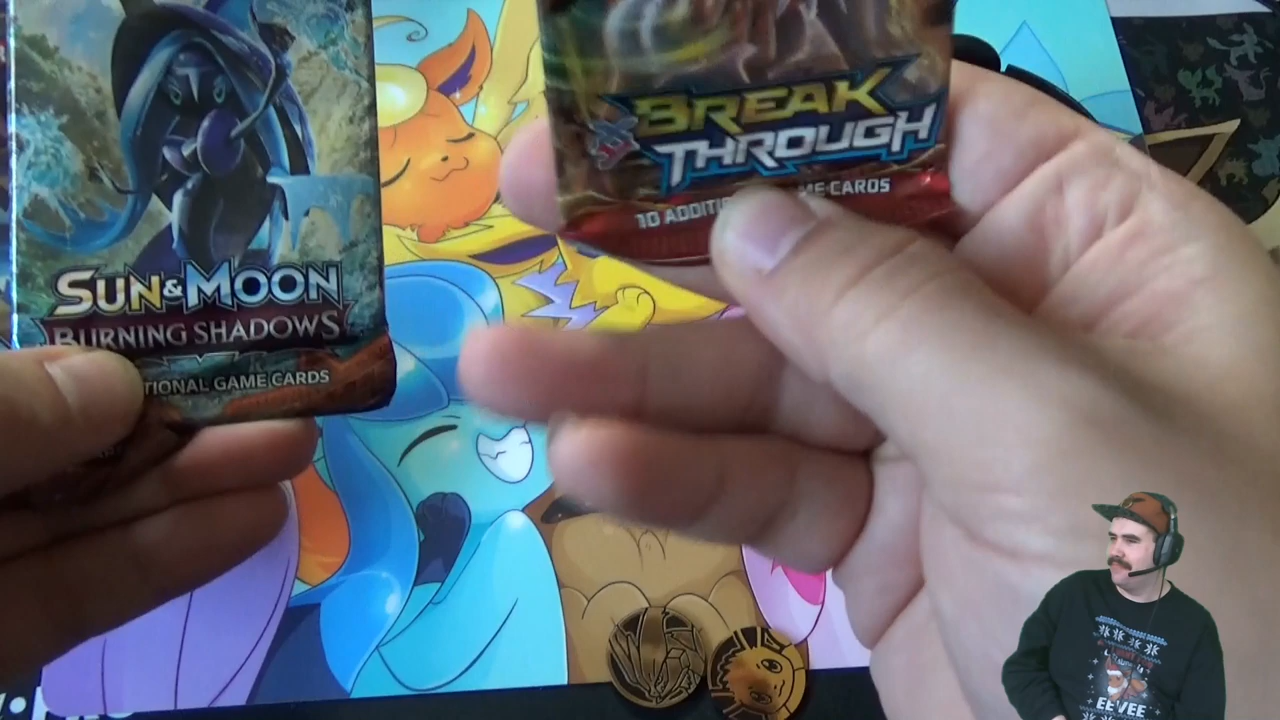 SUN & MOON
BURNING SHADOWS
TIONAL GAME CARDS
BREAK
THROUGH
10 ADDITI ME CARDS
EEVEE